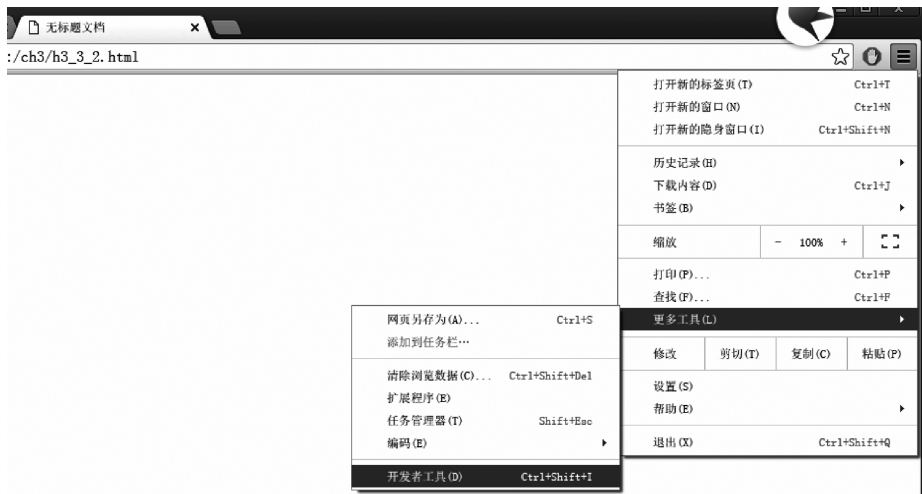 无标题文档
:/ch3/h3_3_2.html
打开新的标签页(T) Ctrl+T
打开新的窗口(N) Ctrl+N
打开新的隐身窗口(I) Ctrl+Shift+N
历史记录(H)
下载内容(D) Ctrl+J
书签(B)
缩放 - 100% +
打印(P)... Ctrl+P
查找(F)... Ctrl+F
更多工具(L)
修改 剪切(T) 复制(C) 粘贴(P)
设置(S)
帮助(E)
退出(X) Ctrl+Shift+Q
网页另存为(A)... Ctrl+S
添加到任务栏…
清除浏览数据(C)... Ctrl+Shift+Del
扩展程序(E)
任务管理器(T) Shift+Esc
编码(E)
开发者工具(D) Ctrl+Shift+I